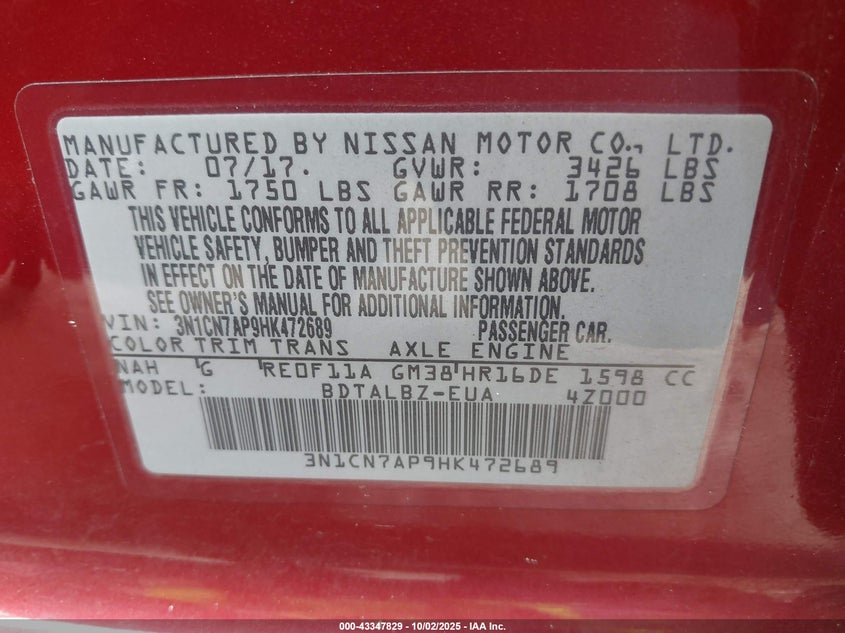 MANUFACTURED BY NISSAN MOTOR CO., LTD.
DATE: 07/17. GVWR: 3426 LBS
GAWR FR: 1750 LBS GAWR RR: 1708 LBS
THIS VEHICLE CONFORMS TO ALL APPLICABLE FEDERAL MOTOR
VEHICLE SAFETY, BUMPER AND THEFT PREVENTION STANDARDS
IN EFFECT ON THE DATE OF MANUFACTURE SHOWN ABOVE.
SEE OWNER'S MANUAL FOR ADDITIONAL INFORMATION.
VIN: 3N1CN7AP9HK472689 PASSENGER CAR.
COLOR TRIM TRANS AXLE ENGINE
NAH G RE0F11A GM38 HR16DE 1598 CC
MODEL: BDTALBZ-EUA 4Z000
3N1CN7AP9HK472689
000-43347829 - 10/02/2025 - IAA Inc.